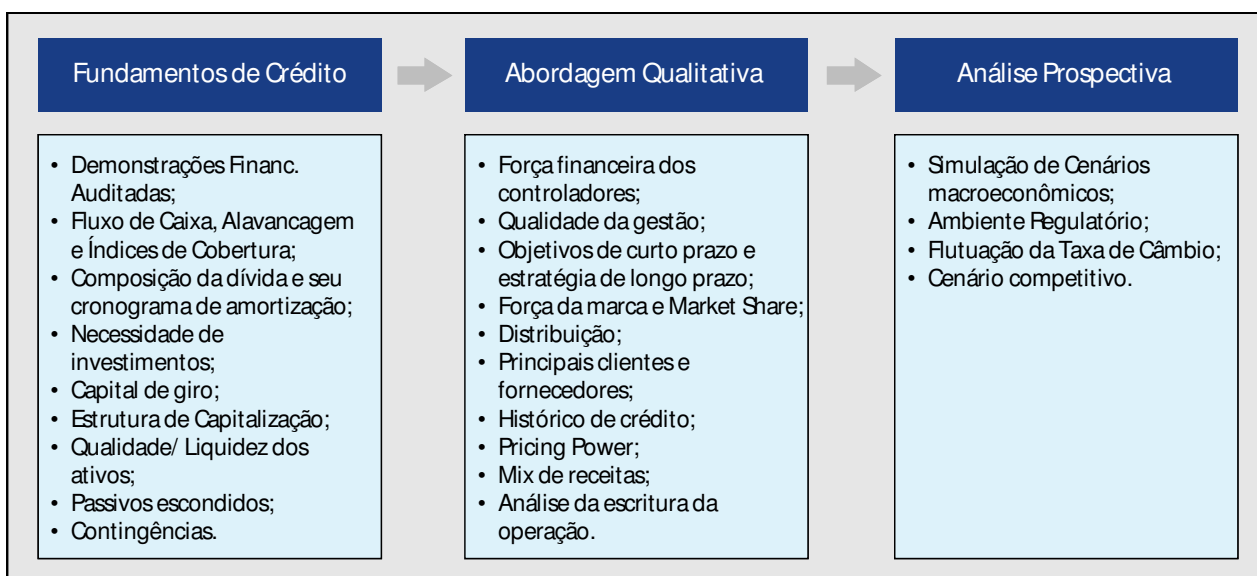 Fundamentos de Crédito
Abordagem Qualitativa
Análise Prospectiva
• Demonstrações Financ.
Auditadas;
• Fluxo de Caixa, Alavancagem
e Índices de Cobertura;
• Composição da dívida e seu
cronograma de amortização;
• Necessidade de
investimentos;
• Capital de giro;
• Estrutura de Capitalização;
• Qualidade/ Liquidez dos
ativos;
• Passivos escondidos;
• Contingências.
• Força financeira dos
controladores;
• Qualidade da gestão;
• Objetivos de curto prazo e
estratégia de longo prazo;
• Força da marca e Market Share;
• Distribuição;
• Principais clientes e
fornecedores;
• Histórico de crédito;
• Pricing Power;
• Mix de receitas;
• Análise da escritura da
operação.
• Simulação de Cenários
macroeconômicos;
• Ambiente Regulatório;
• Flutuação da Taxa de Câmbio;
• Cenário competitivo.